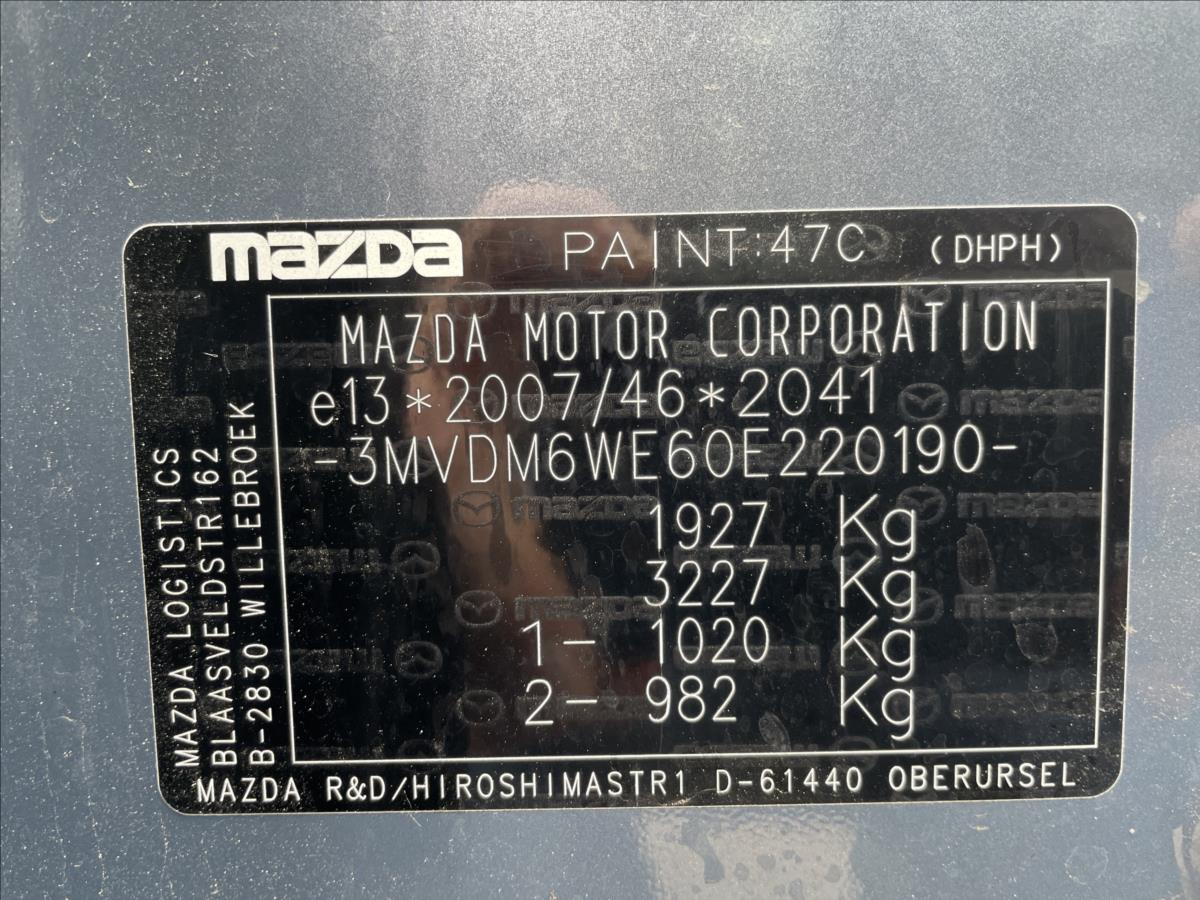 mazda PAINT:47C (DHPH)
MAZDA MOTOR CORPORATION
e13*2007/46*2041
-3MVDM6WE60E220190-
1927 Kg
3227 Kg
1- 1020 Kg
2- 982 Kg
MAZDA LOGISTICS
BLAASVELDSTR162
B-2830 WILLEBROEK
MAZDA R&D/HIROSHIMASTR1 D-61440 OBERURSEL